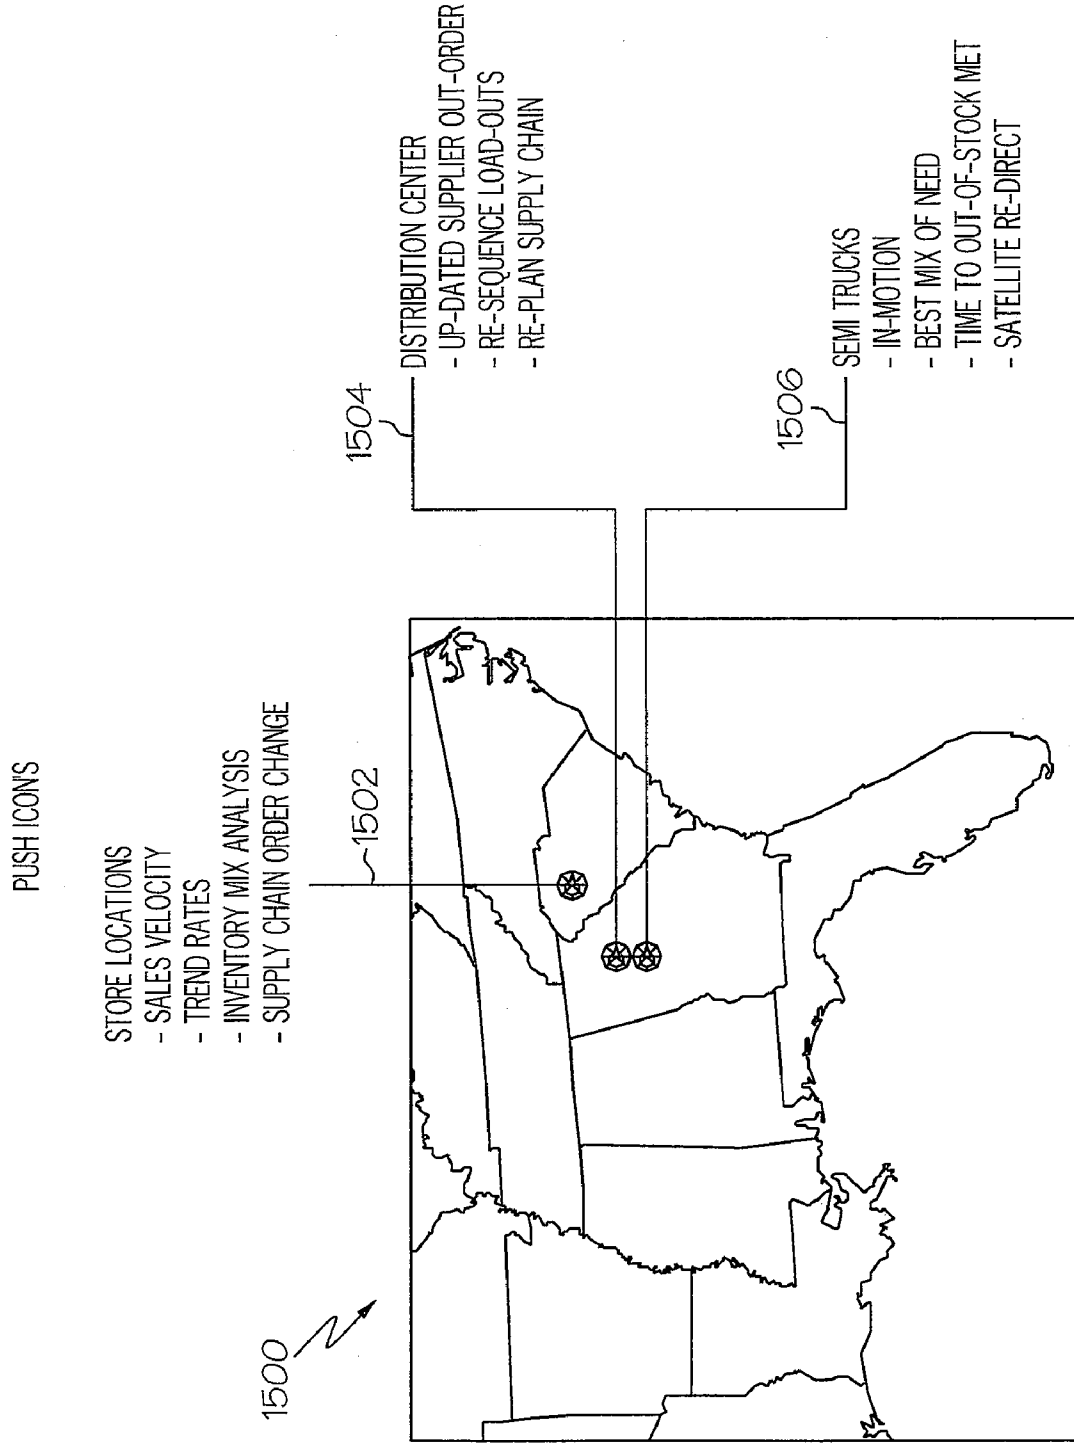 PUSH ICON'S
STORE LOCATIONS
- SALES VELOCITY
- TREND RATES
- INVENTORY MIX ANALYSIS
- SUPPLY CHAIN ORDER CHANGE
1500
1502
1504
DISTRIBUTION CENTER
- UP-DATED SUPPLIER OUT-ORDER
- RE-SEQUENCE LOAD-OUTS
- RE-PLAN SUPPLY CHAIN
1506
SEMI TRUCKS
- IN-MOTION
- BEST MIX OF NEED
- TIME TO OUT-OF-STOCK MET
- SATELLITE RE-DIRECT